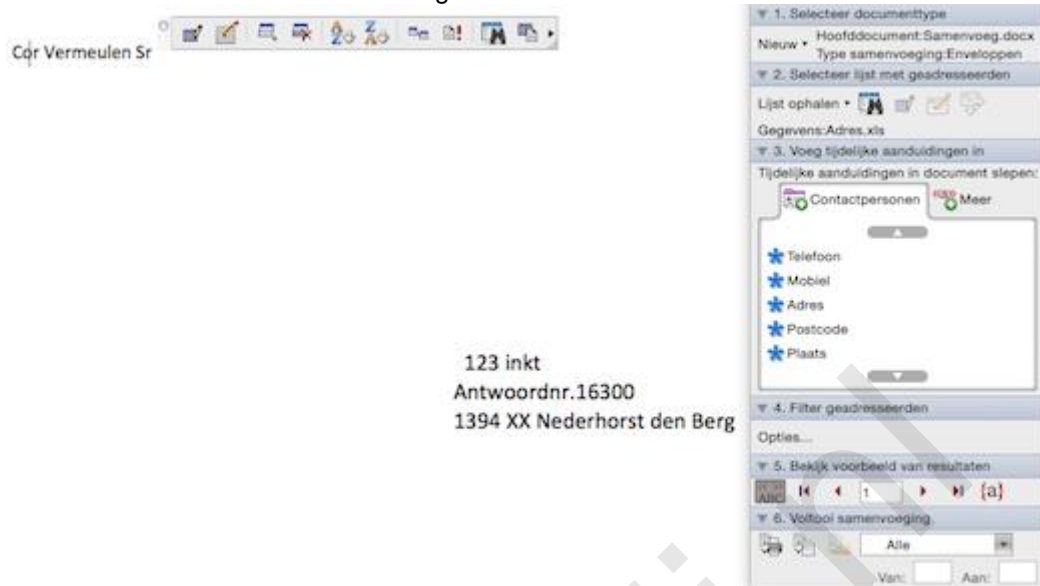 Cor Vermeulen Sr
123 inkt
Antwoordnr.16300
1394 XX Nederhorst den Berg
1. Selecteer documenttype
Nieuw
Hoofddocument:Samenvoeg.docx
Type samenvoeging:Enveloppen
2. Selecteer lijst met geadresseerden
Lijst ophalen
Gegevens:Adres.xls
3. Voeg tijdelijke aanduidingen in
Tijdelijke aanduidingen in document slepen:
Contactpersonen
Meer
Telefoon
Mobiel
Adres
Postcode
Plaats
4. Filter geadresseerden
Opties...
5. Bekijk voorbeeld van resultaten
ABC
1
{a}
6. Voltooi samenvoeging
Alle
Van:
Aan: